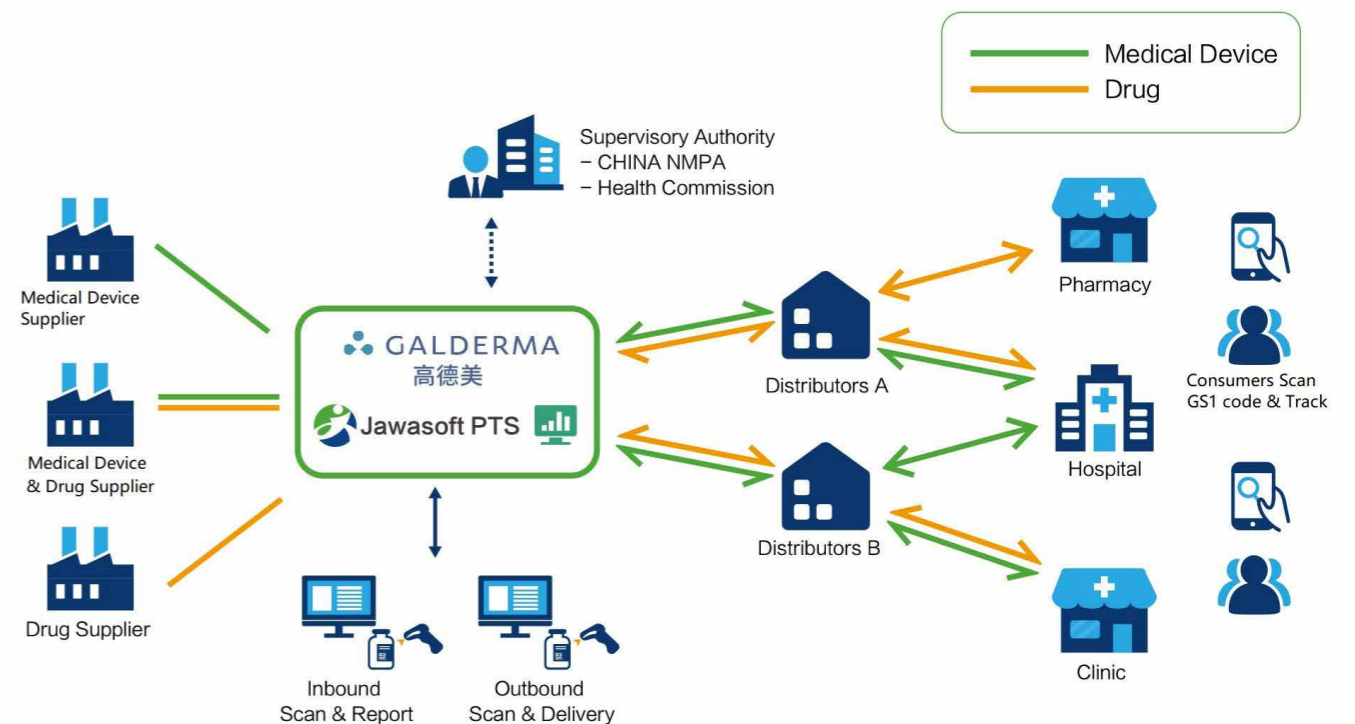 Medical Device
Drug
Supervisory Authority
– CHINA NMPA
– Health Commission
Medical Device
Supplier
Medical Device
& Drug Supplier
Drug Supplier
GALDERMA
高德美
Jawasoft PTS
Inbound
Scan & Report
Outbound
Scan & Delivery
Distributors A
Distributors B
Pharmacy
Hospital
Clinic
Consumers Scan
GS1 code & Track